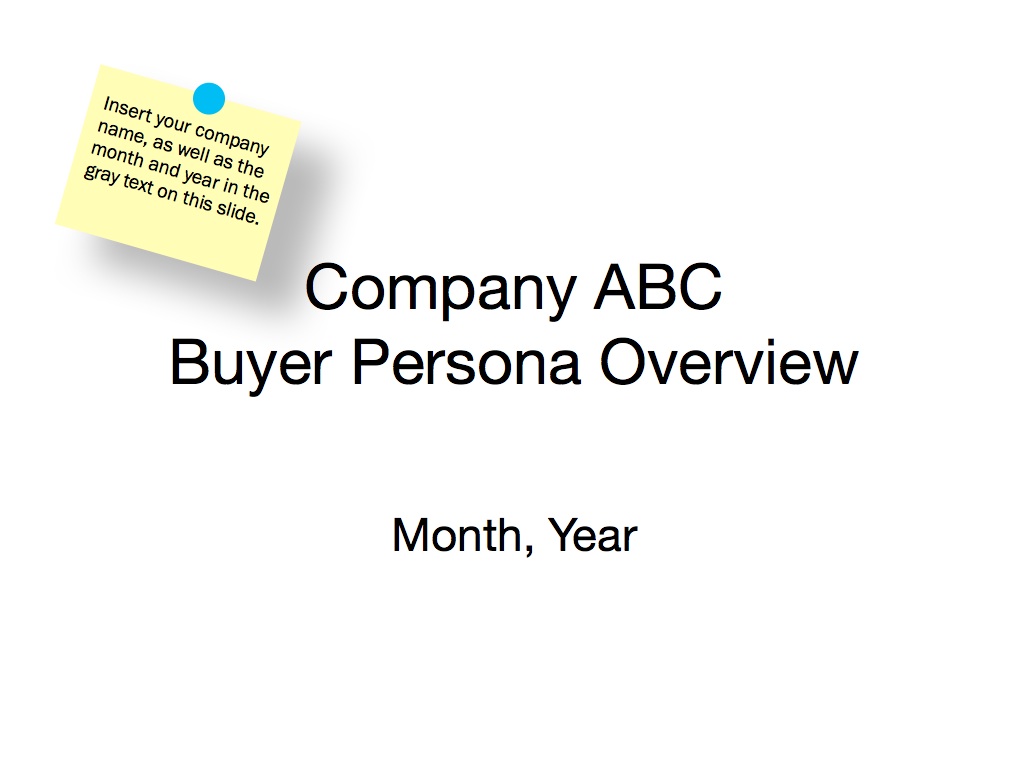 Insert your company
name, as well as the
month and year in the
gray text on this slide.
Company ABC
Buyer Persona Overview
Month, Year